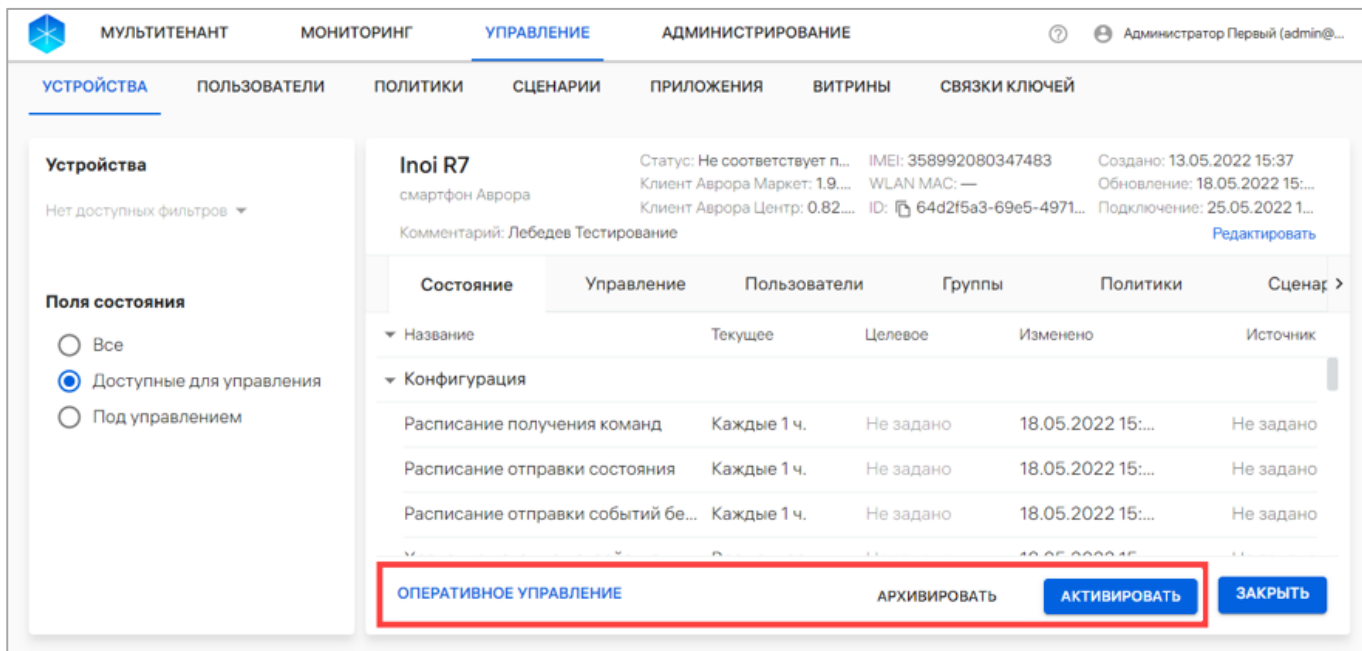 МУЛЬТИТЕНАНТ МОНИТОРИНГ УПРАВЛЕНИЕ АДМИНИСТРИРОВАНИЕ Администратор Первый (admin@...
УСТРОЙСТВА ПОЛЬЗОВАТЕЛИ ПОЛИТИКИ СЦЕНАРИИ ПРИЛОЖЕНИЯ ВИТРИНЫ СВЯЗКИ КЛЮЧЕЙ
Устройства
Нет доступных фильтров
Поля состояния
Все
Доступные для управления
Под управлением
Inoi R7
смартфон Аврора
Статус: Не соответствует п... IMEI: 358992080347483 Создано: 13.05.2022 15:37
Клиент Аврора Маркет: 1.9.... WLAN MAC: — Обновление: 18.05.2022 15:...
Клиент Аврора Центр: 0.82.... ID: 64d2f5a3-69e5-4971... Подключение: 25.05.2022 1...
Комментарий: Лебедев Тестирование Редактировать
Состояние Управление Пользователи Группы Политики Сценар
Название Текущее Целевое Изменено Источник
Конфигурация
Расписание получения команд Каждые 1 ч. Не задано 18.05.2022 15:... Не задано
Расписание отправки состояния Каждые 1 ч. Не задано 18.05.2022 15:... Не задано
Расписание отправки событий бе... Каждые 1 ч. Не задано 18.05.2022 15:... Не задано
ОПЕРАТИВНОЕ УПРАВЛЕНИЕ АРХИВИРОВАТЬ АКТИВИРОВАТЬ ЗАКРЫТЬ